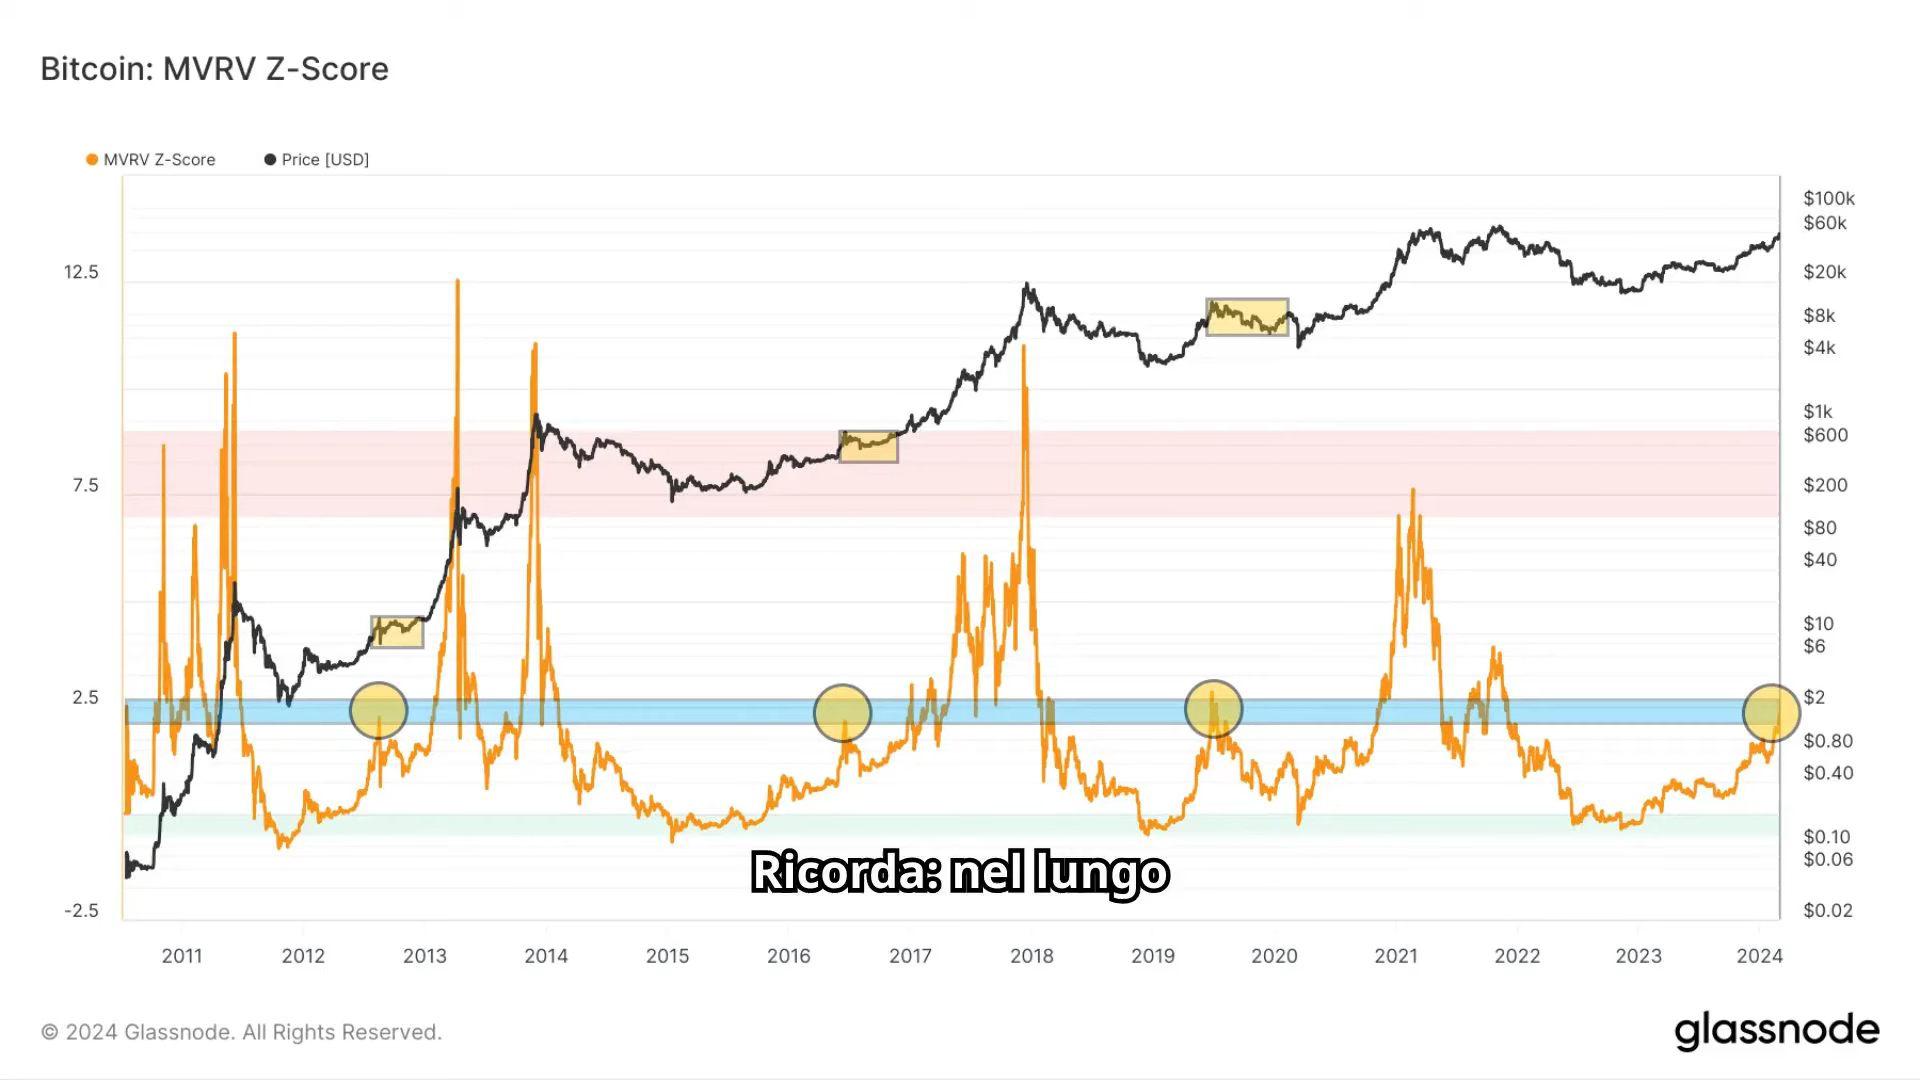 Bitcoin: MVRV Z-Score
MVRV Z-Score Price [USD]
12.5
7.5
2.5
-2.5
$100k
$60k
$20k
$8k
$4k
$1k
$600
$200
$80
$40
$10
$6
$2
$0.80
$0.40
$0.10
$0.06
$0.02
Ricorda: nel lungo
2011 2012 2013 2014 2015 2016 2017 2018 2019 2020 2021 2022 2023 2024
© 2024 Glassnode. All Rights Reserved.
glassnode